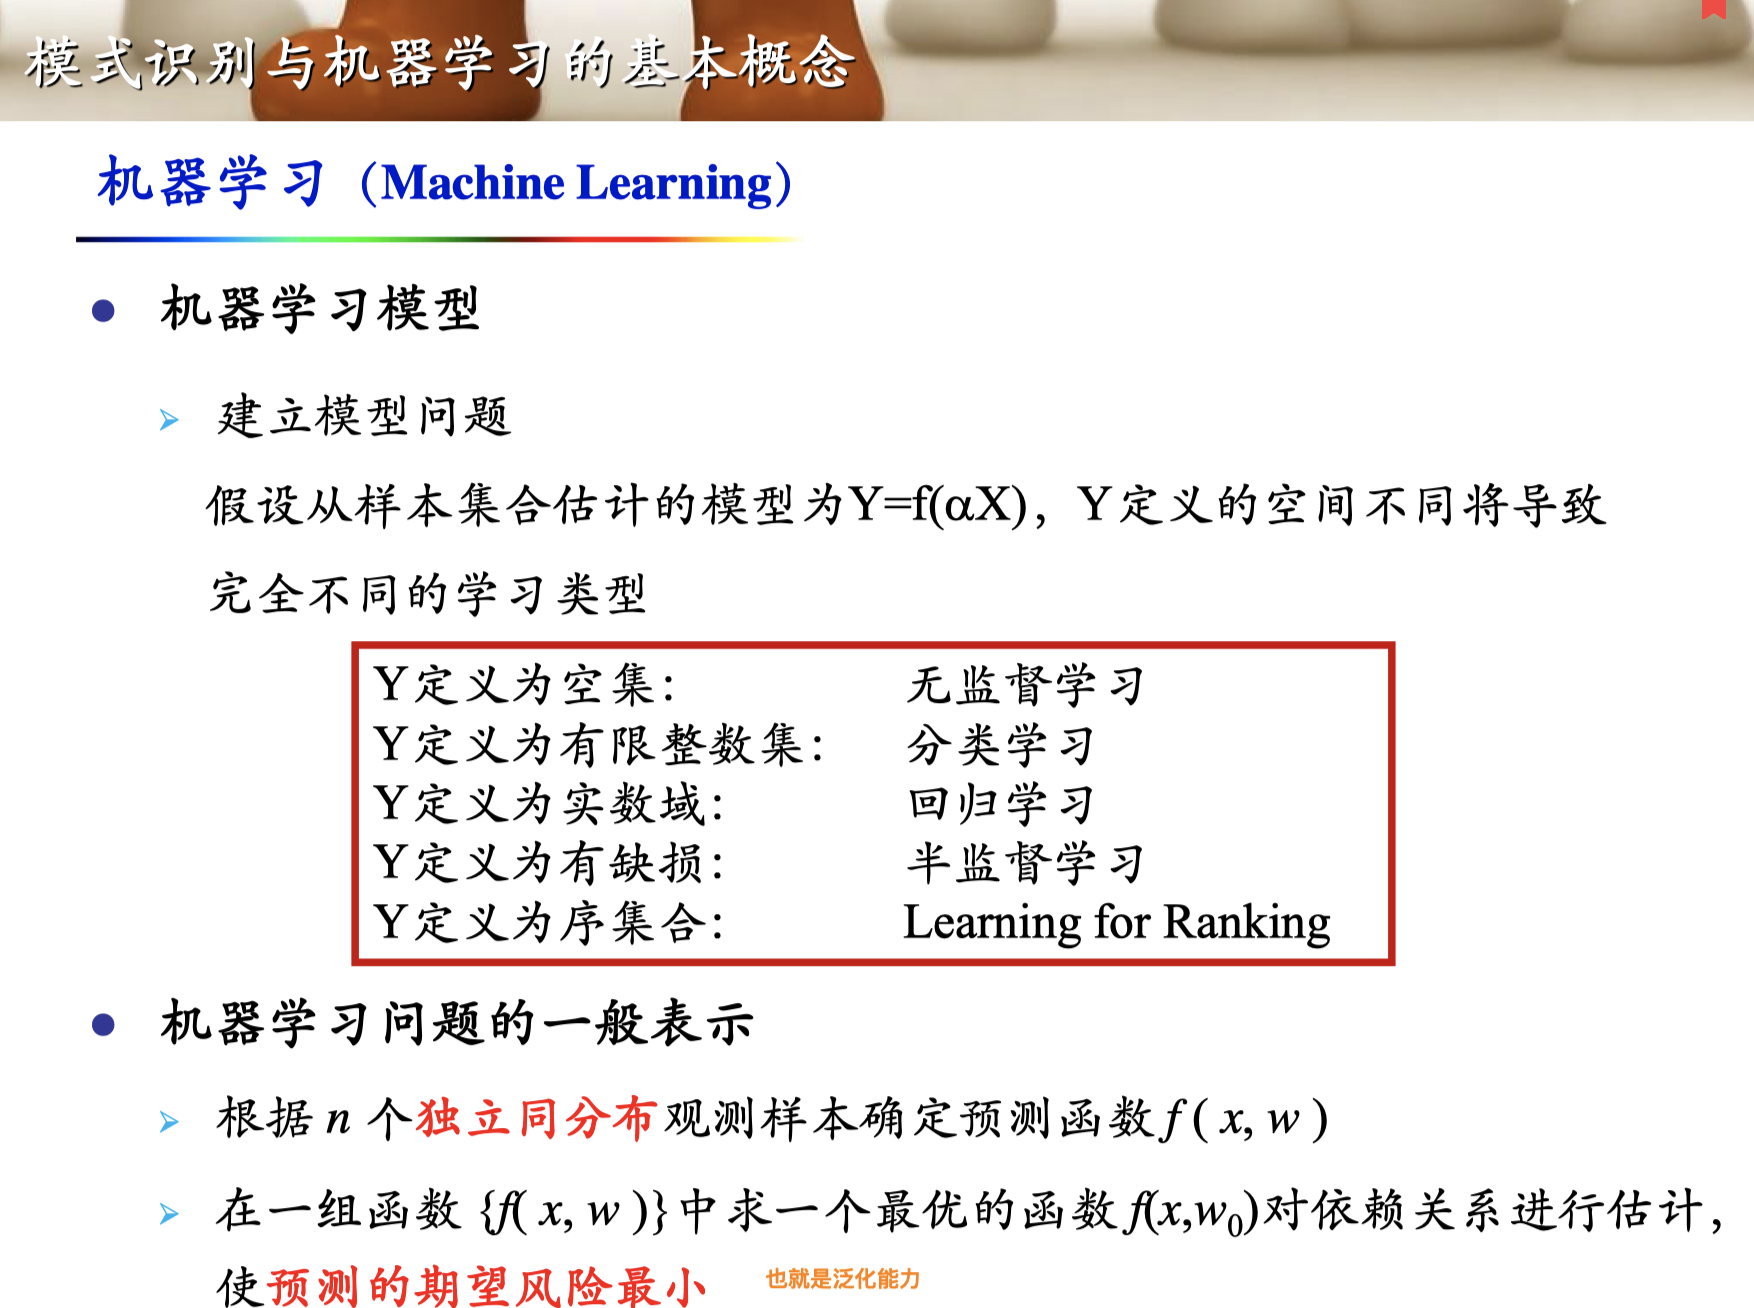 模式识别与机器学习的基本概念
机器学习（Machine Learning）
机器学习模型
建立模型问题
假设从样本集合估计的模型为Y=f(αX)，Y定义的空间不同将导致
完全不同的学习类型
Y定义为空集： 无监督学习
Y定义为有限整数集： 分类学习
Y定义为实数域： 回归学习
Y定义为有缺损： 半监督学习
Y定义为序集合： Learning for Ranking
机器学习问题的一般表示
根据 n 个独立同分布观测样本确定预测函数f ( x, w )
在一组函数 {f( x, w )}中求一个最优的函数f(x,w₀)对依赖关系进行估计，
使预测的期望风险最小 也就是泛化能力